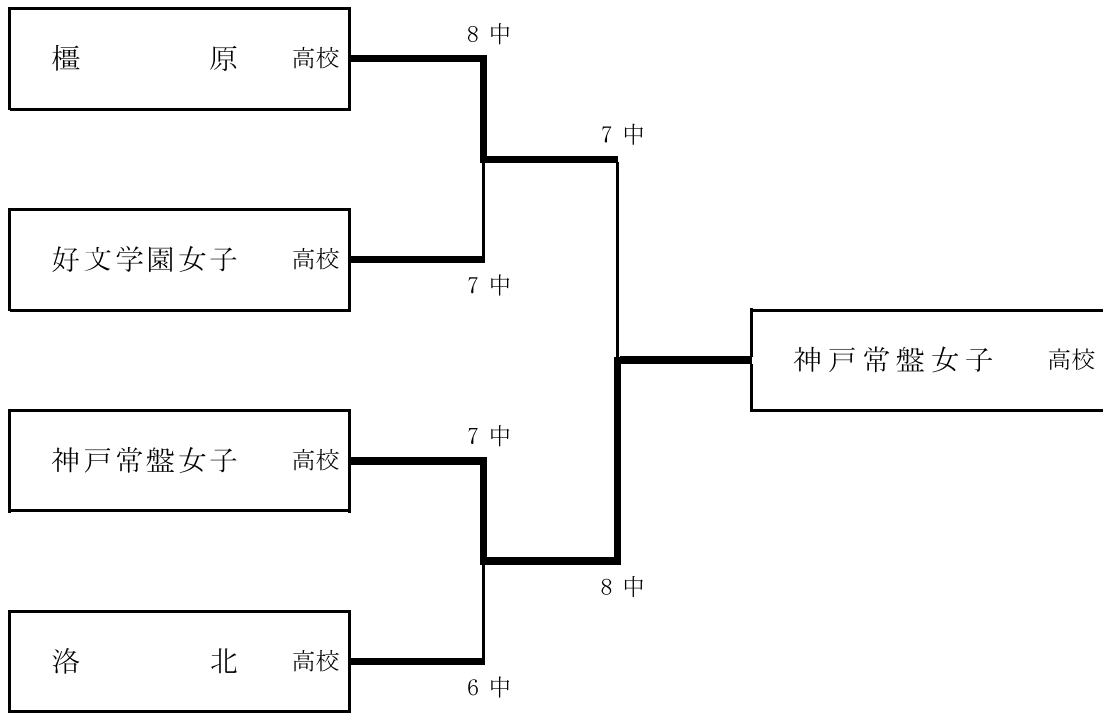 8 中
橿 原 高校
7 中
好文学園女子 高校
7 中
神戸常盤女子 高校
7 中
神戸常盤女子 高校
8 中
洛 北 高校
6 中